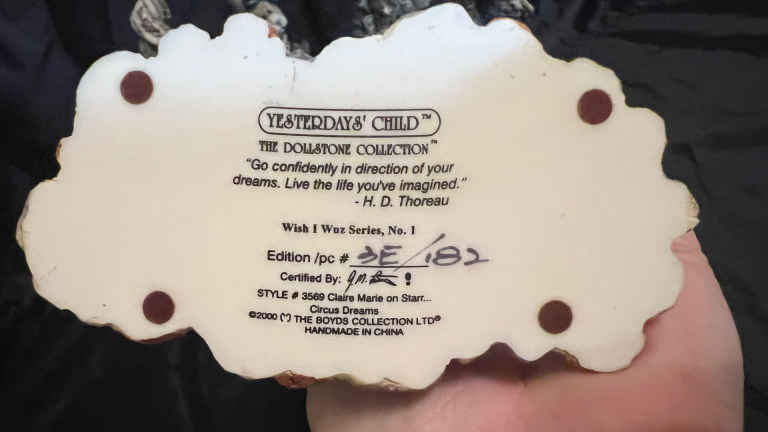 YESTERDAYS' CHILD™
THE DOLLSTONE COLLECTION™
"Go confidently in direction of your
dreams. Live the life you've imagined."
- H. D. Thoreau
Wish I Wuz Series, No. 1
Edition /pc # 3E/182
Certified By:
STYLE # 3569 Claire Marie on Starr...
Circus Dreams
©2000 THE BOYDS COLLECTION LTD®
HANDMADE IN CHINA